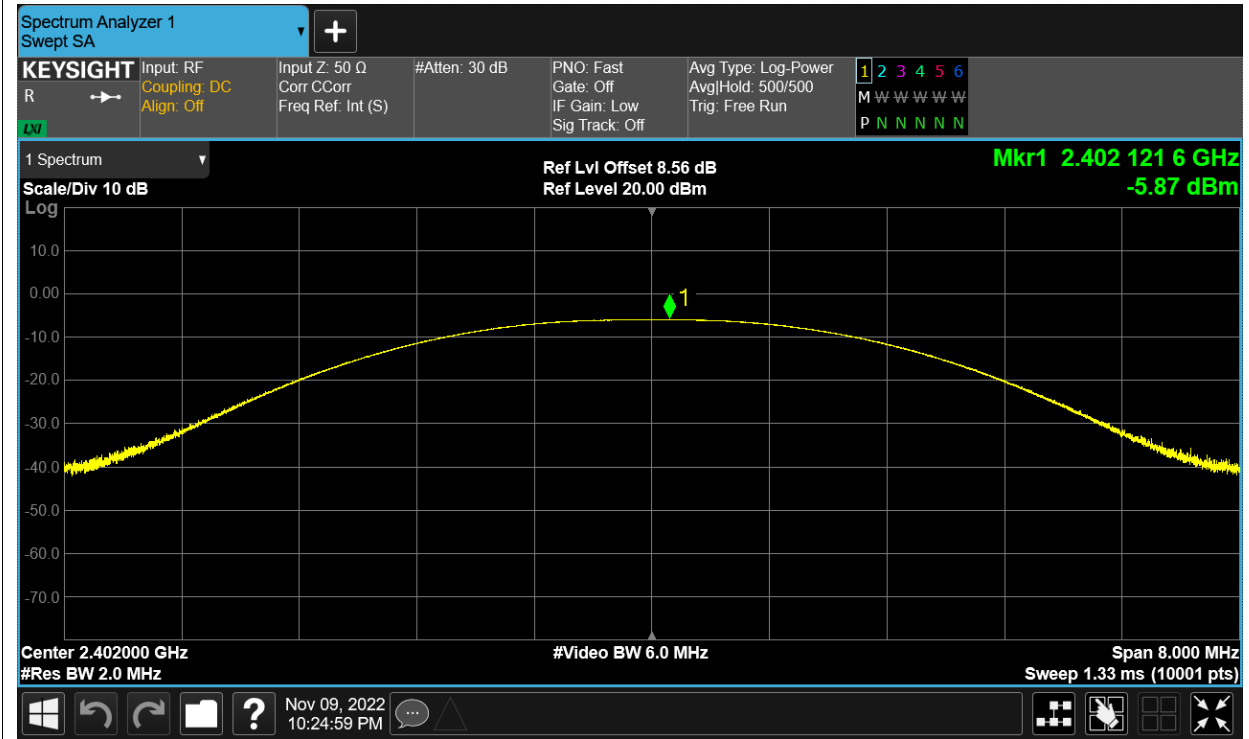 Spectrum Analyzer 1
Swept SA
KEYSIGHT
R
LXI
Input: RF
Coupling: DC
Align: Off
Input Z: 50 Ω
Corr CCorr
Freq Ref: Int (S)
#Atten: 30 dB
PNO: Fast
Gate: Off
IF Gain: Low
Sig Track: Off
Avg Type: Log-Power
Avg|Hold: 500/500
Trig: Free Run
1 2 3 4 5 6
M W W W W W
P N N N N N
1 Spectrum
Scale/Div 10 dB
Log
Ref Lvl Offset 8.56 dB
Ref Level 20.00 dBm
Mkr1 2.402 121 6 GHz
-5.87 dBm
10.0
0.00
-10.0
-20.0
-30.0
-40.0
-50.0
-60.0
-70.0
1
Center 2.402000 GHz
#Res BW 2.0 MHz
#Video BW 6.0 MHz
Span 8.000 MHz
Sweep 1.33 ms (10001 pts)
?
Nov 09, 2022
10:24:59 PM